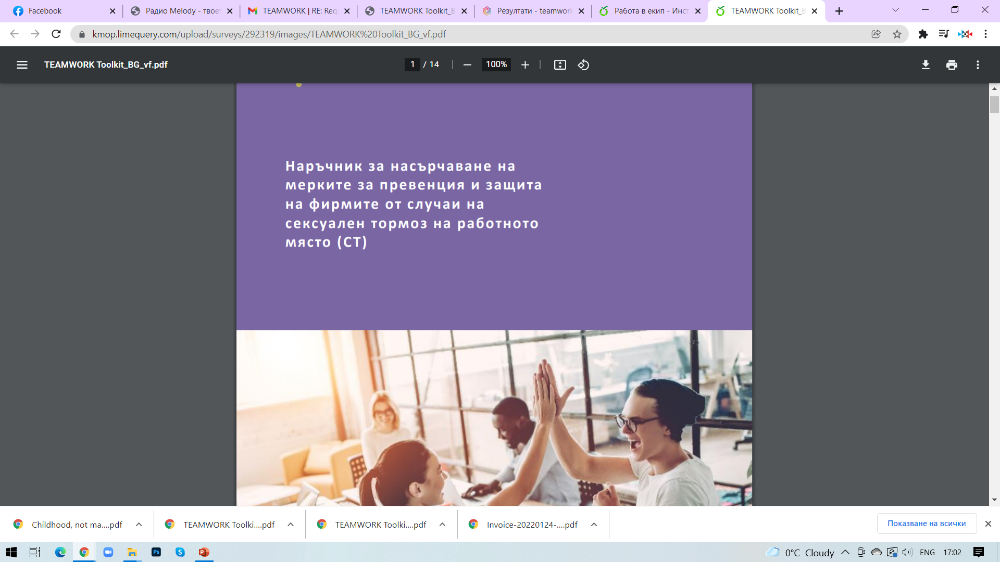 Facebook
Радио Melody - твоет
TEAMWORK | RE: Requ
TEAMWORK Toolkit_B
Резултати - teamwork
Работа в екип - Инст
TEAMWORK Toolkit_B
kmop.limequery.com/upload/surveys/292319/images/TEAMWORK%20Toolkit_BG_vf.pdf
TEAMWORK Toolkit_BG_vf.pdf
1 / 14
100%
Наръчник за насърчаване на
мерките за превенция и защита
на фирмите от случаи на
сексуален тормоз на работното
място (СТ)
Childhood, not ma....pdf
TEAMWORK Toolki....pdf
TEAMWORK Toolki....pdf
Invoice-20220124-....pdf
Показване на всички
0°C Cloudy
ENG
17:02